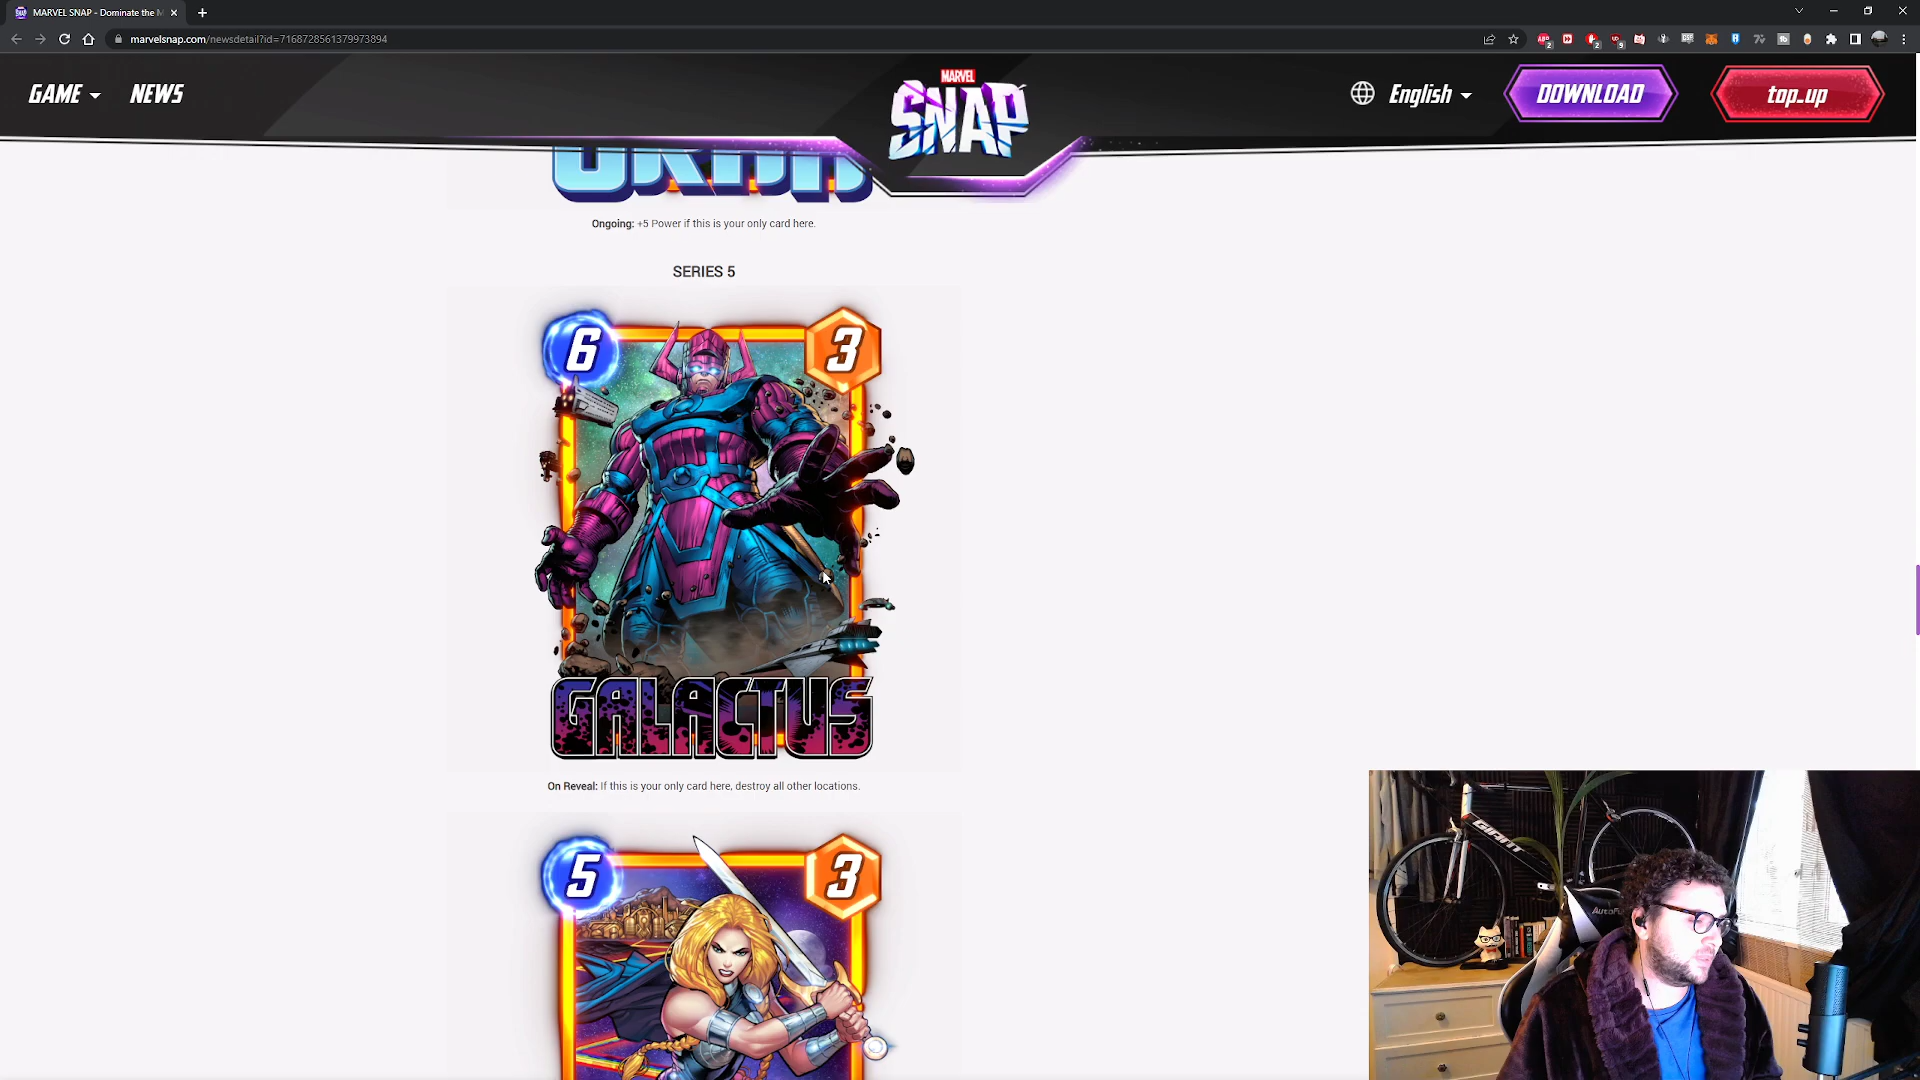 MARVEL SNAP - Dominate the M
marvelsnap.com/newsdetail?id=7168728561379973894
GAME
NEWS
MARVEL
SNAP
English
DOWNLOAD
top_up
Ongoing: +5 Power if this is your only card here.
SERIES 5
6
3
GALACTUS
On Reveal: If this is your only card here, destroy all other locations.
5
3
GIANT